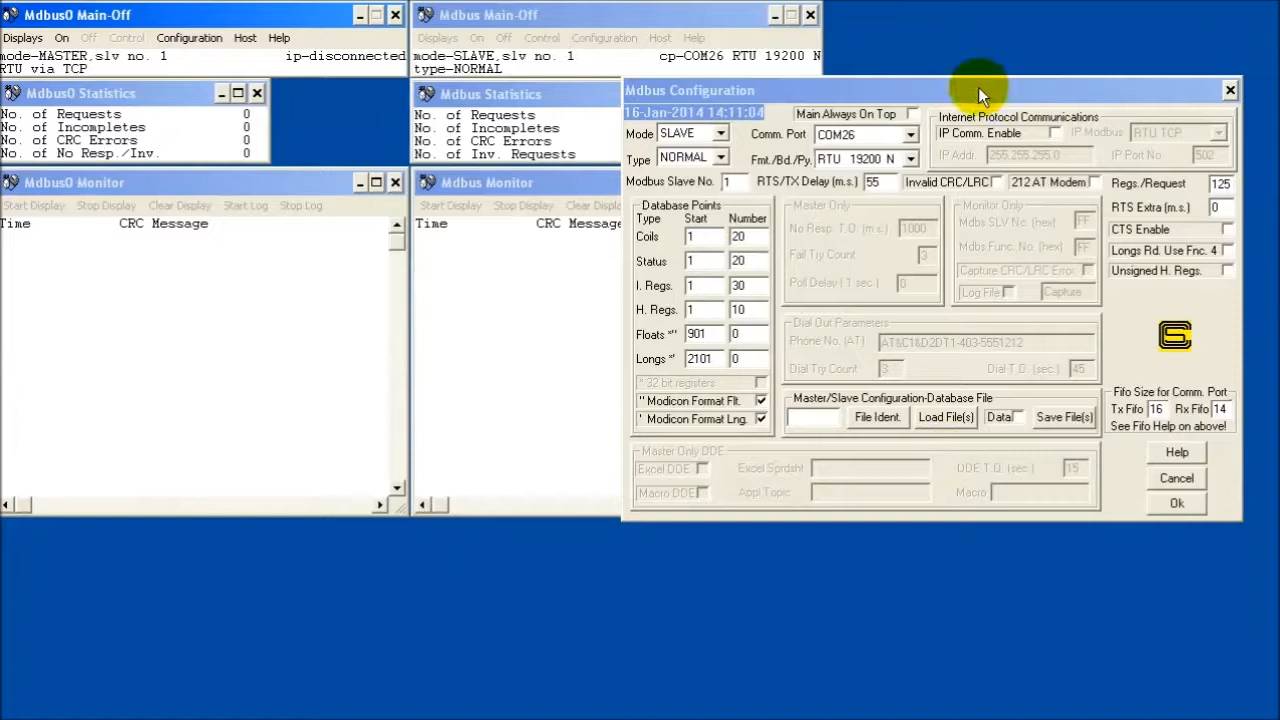 Mdbus0 Main-Off
Displays On Off Control Configuration Host Help
mode-MASTER,slv no. 1 ip-disconnected
RTU via TCP
Mdbus0 Statistics
No. of Requests 0
No. of Incompletes 0
No. of CRC Errors 0
No. of No Resp./Inv. 0
Mdbus0 Monitor
Start Display Stop Display Clear Display Start Log Stop Log
Time CRC Message
Mdbus Main-Off
Displays On Off Control Configuration Host Help
mode-SLAVE,slv no. 1 cp-COM26 RTU 19200 N
type-NORMAL
Mdbus Statistics
No. of Requests
No. of Incompletes
No. of CRC Errors
No. of Inv. Requests
Mdbus Monitor
Start Display Stop Display Clear Display
Time CRC Message
Mdbus Configuration
16-Jan-2014 14:11:04
Main Always On Top
Mode SLAVE
Comm. Port COM26
Type NORMAL
Fmt./Bd./Py. RTU 19200 N
Internet Protocol Communications
IP Comm. Enable IP Modbus RTU TCP
IP Addr. 255.255.255.0 IP Port No 502
Modbus Slave No. 1 RTS/TX Delay (m.s.) 55 Invalid CRC/LRC 212 AT Modem
Regs./Request 125
RTS Extra (m.s.) 0
CTS Enable
Longs Rd. Use Fnc. 4
Unsigned H. Regs.
Database Points
Type Start Number
Coils 1 20
Status 1 20
I. Regs. 1 30
H. Regs. 1 10
Floats *'' 901 0
Longs *' 2101 0
* 32 bit registers
'' Modicon Format Flt.
' Modicon Format Lng.
Master Only
No Resp. T.O. (m.s.) 1000
Fail Try Count 3
Poll Delay ( 1 sec ) 0
Monitor Only
Mdbs SLV No. (hex) FF
Mdbs Func. No. (hex) FF
Capture CRC/LRC Error
Log File Capture
Dial Out Parameters
Phone No. (AT) AT&C1&D2DT1-403-5551212
Dial Try Count 3 Dial T.O. (sec.) 45
Master/Slave Configuration-Database File
File Ident. Load File(s) Data Save File(s)
Fifo Size for Comm. Port
Tx Fifo 16 Rx Fifo 14
See Fifo Help on above!
Master Only DDE
Excel DDE Excel Sprdsht DDE T.O. (sec ) 15
Macro DDE Appl.Topic Macro
Help
Cancel
Ok